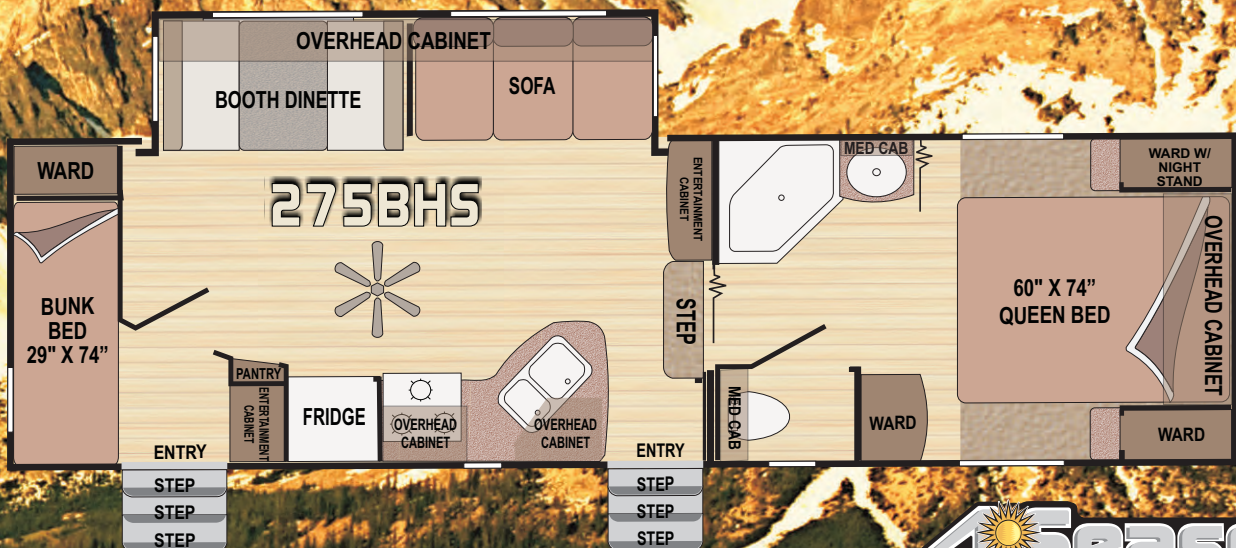 OVERHEAD CABINET
BOOTH DINETTE
SOFA
WARD
275BHS
ENTERTAINMENT
CABINET
MED CAB
WARD W/
NIGHT
STAND
BUNK
BED
29" X 74”
STEP
60" X 74”
QUEEN BED
OVERHEAD CABINET
PANTRY
ENTERTAINMENT
CABINET
FRIDGE
OVERHEAD
CABINET
OVERHEAD
CABINET
MED CAB
WARD
WARD
ENTRY
ENTRY
STEP
STEP
STEP
STEP
STEP
STEP